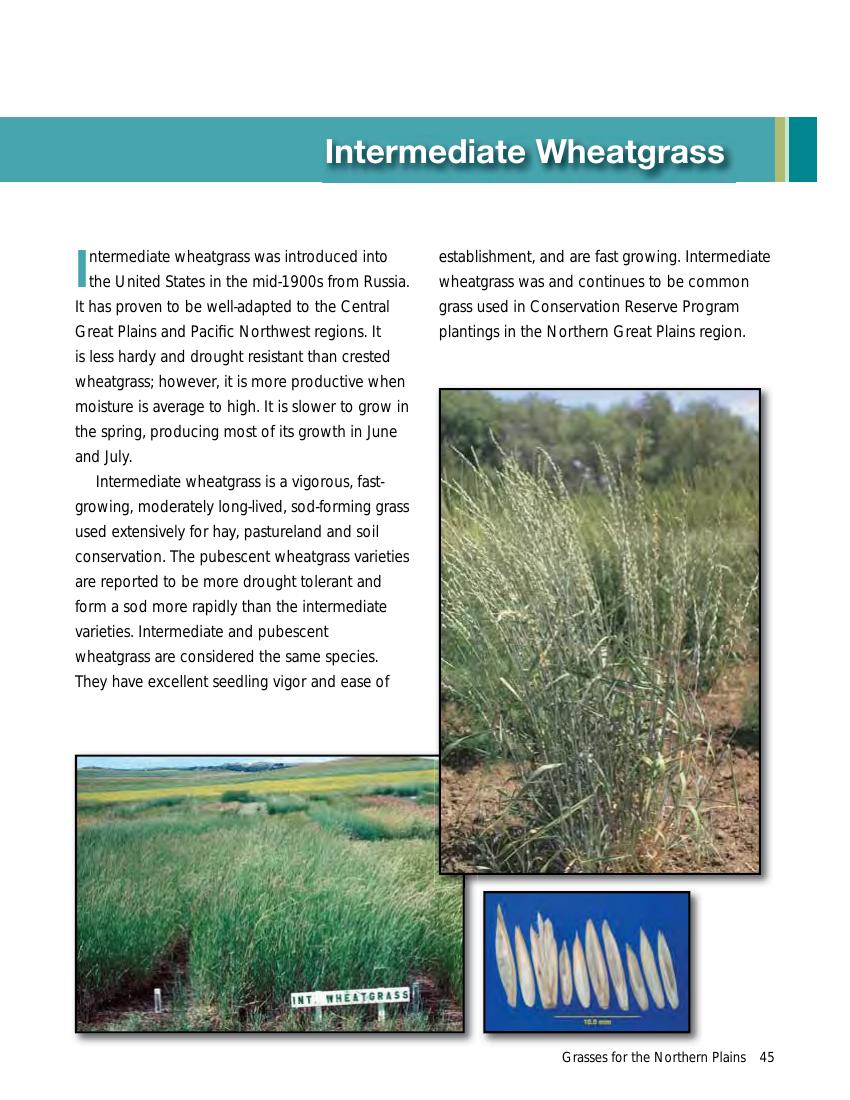 Intermediate Wheatgrass
Intermediate wheatgrass was introduced into
the United States in the mid-1900s from Russia.
It has proven to be well-adapted to the Central
Great Plains and Pacific Northwest regions. It
is less hardy and drought resistant than crested
wheatgrass; however, it is more productive when
moisture is average to high. It is slower to grow in
the spring, producing most of its growth in June
and July.
Intermediate wheatgrass is a vigorous, fast-
growing, moderately long-lived, sod-forming grass
used extensively for hay, pastureland and soil
conservation. The pubescent wheatgrass varieties
are reported to be more drought tolerant and
form a sod more rapidly than the intermediate
varieties. Intermediate and pubescent
wheatgrass are considered the same species.
They have excellent seedling vigor and ease of
establishment, and are fast growing. Intermediate
wheatgrass was and continues to be common
grass used in Conservation Reserve Program
plantings in the Northern Great Plains region.
INT. WHEATGRASS
10.0 mm
Grasses for the Northern Plains 45